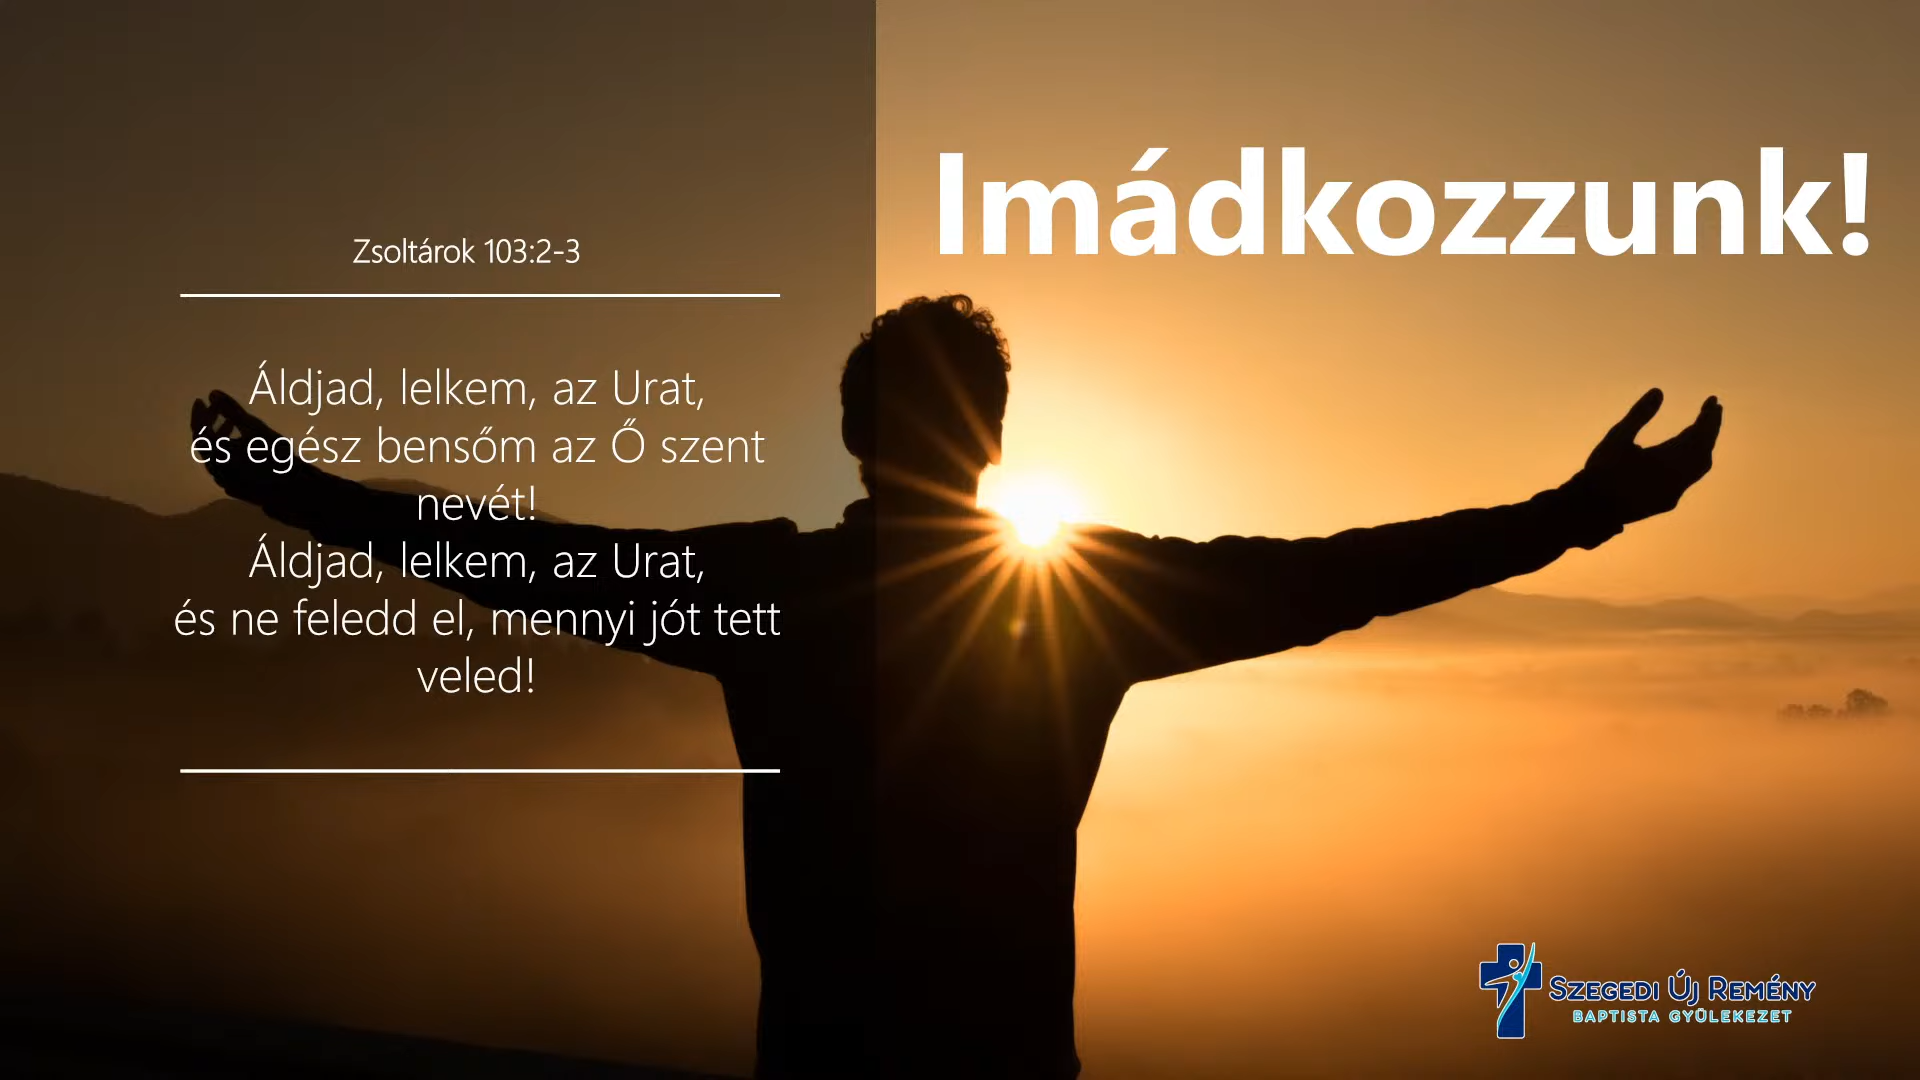 Imádkozzunk!
Zsoltárok 103:2-3
Áldjad, lelkem, az Urat,
és egész bensőm az Ő szent
nevét!
Áldjad, lelkem, az Urat,
és ne feledd el, mennyi jót tett
veled!
Szegedi Új Remény
BAPTISTA GYÜLEKEZET